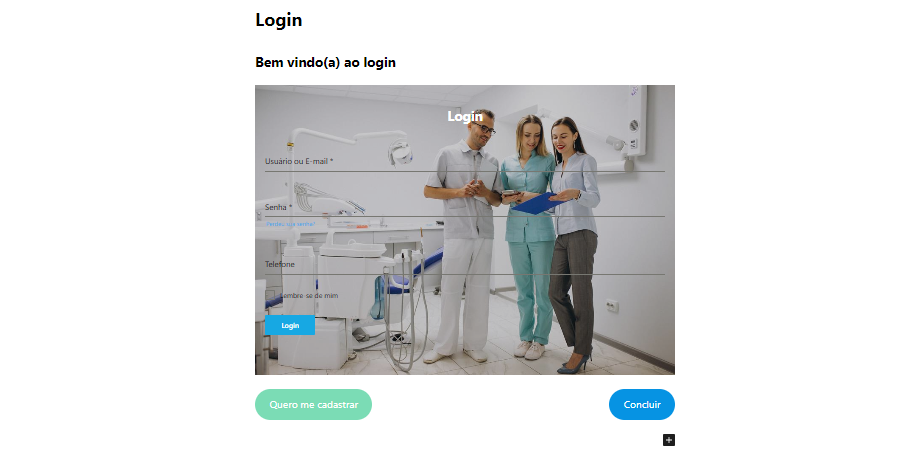 Login
Bem vindo(a) ao login
Login
Usuário ou E-mail *
Senha *
Perdeu sua senha?
Telefone
Lembre-se de mim
Login
Quero me cadastrar
Concluir